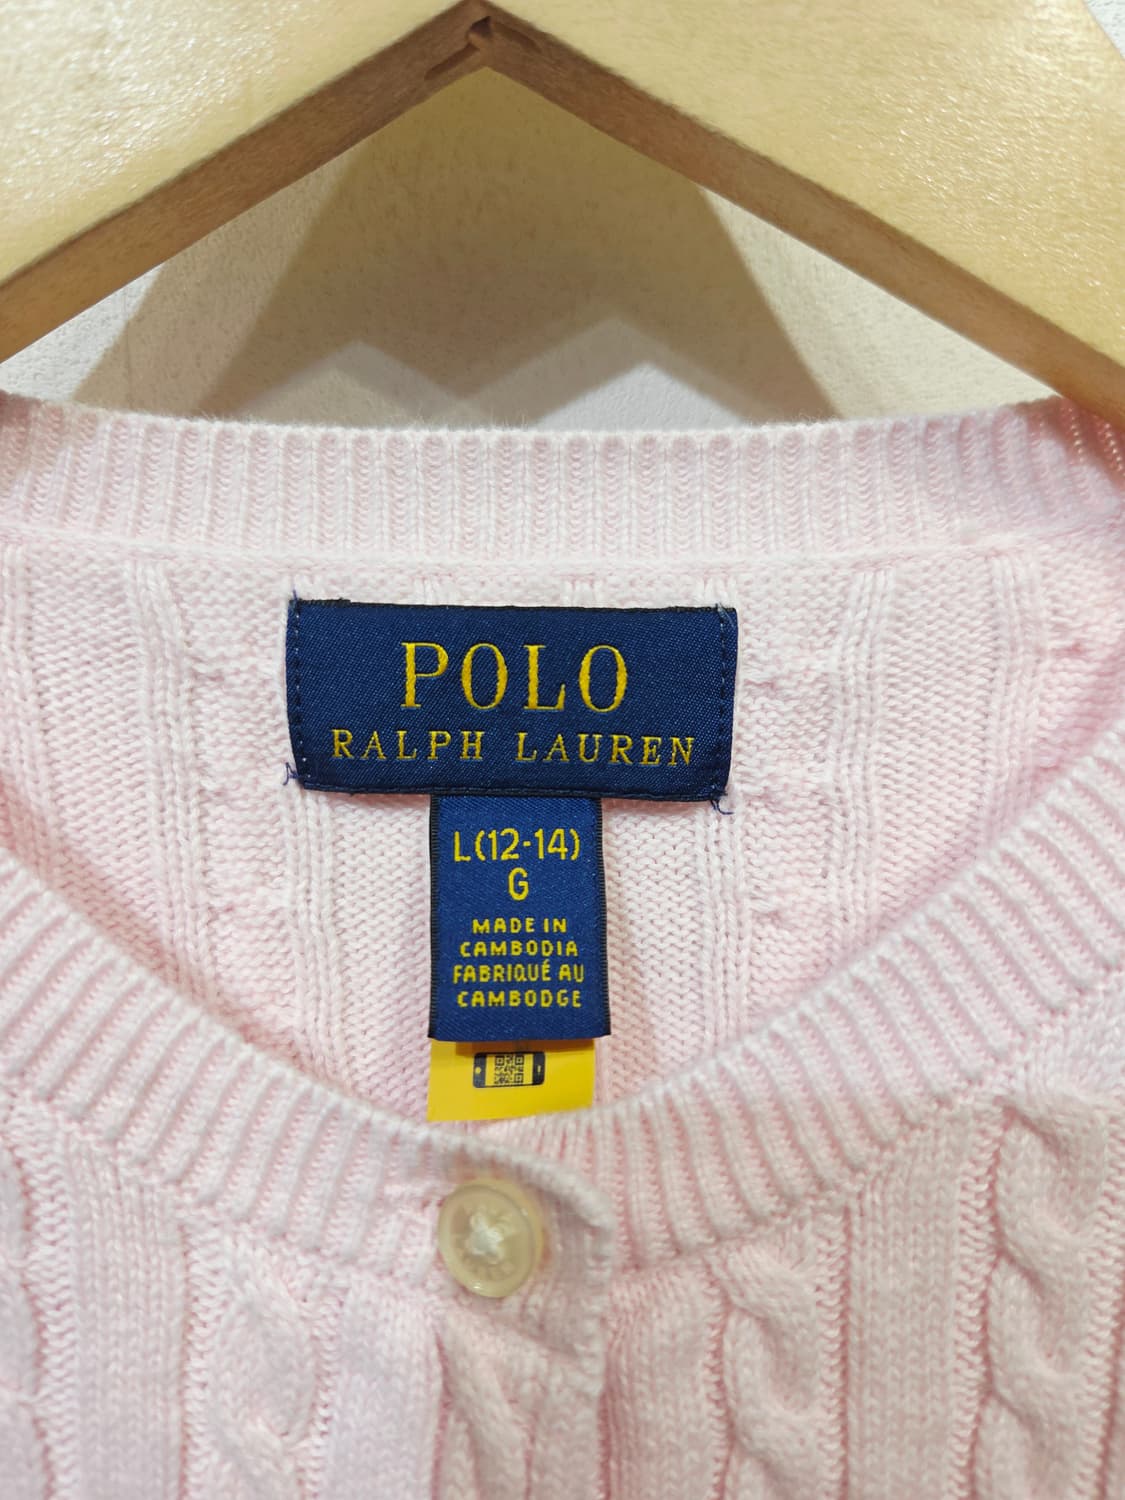 POLO
RALPH LAUREN
L(12-14)
G
MADE IN
CAMBODIA
FABRIQUÉ AU
CAMBODGE